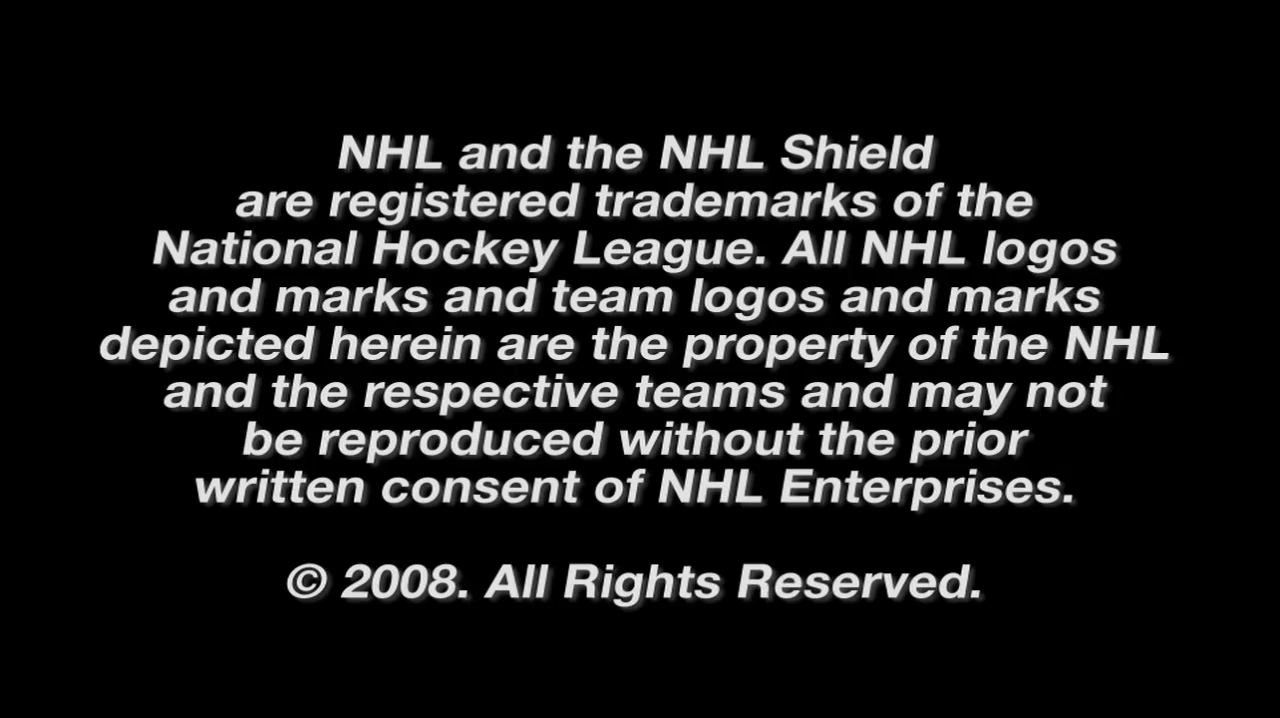 NHL and the NHL Shield
are registered trademarks of the
National Hockey League. All NHL logos
and marks and team logos and marks
depicted herein are the property of the NHL
and the respective teams and may not
be reproduced without the prior
written consent of NHL Enterprises.
© 2008. All Rights Reserved.